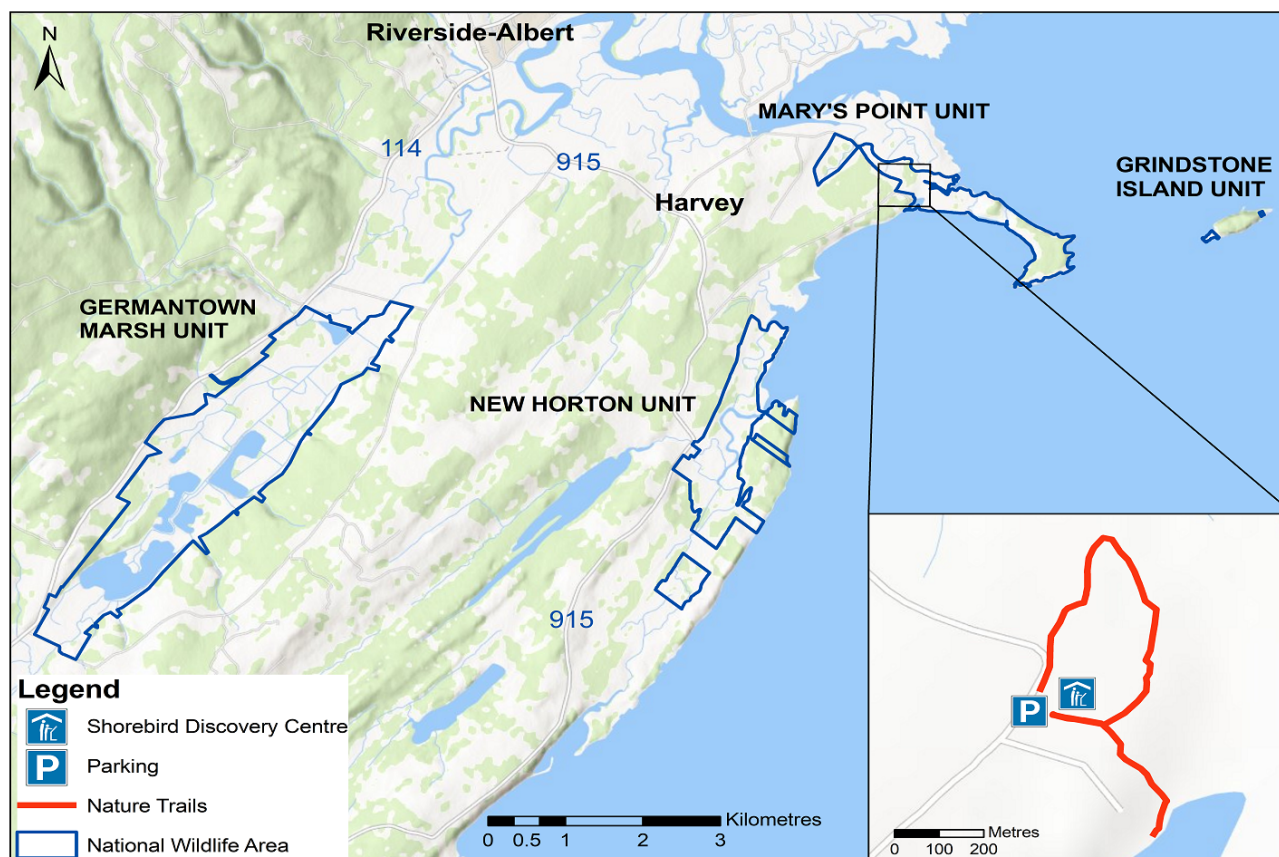 N
Riverside-Albert
MARY'S POINT UNIT
114
915
GRINDSTONE
ISLAND UNIT
Harvey
GERMANTOWN
MARSH UNIT
NEW HORTON UNIT
915
Legend
Shorebird Discovery Centre
P
Parking
Nature Trails
National Wildlife Area
Kilometres
0 0.5 1 2 3
P
Metres
0 100 200